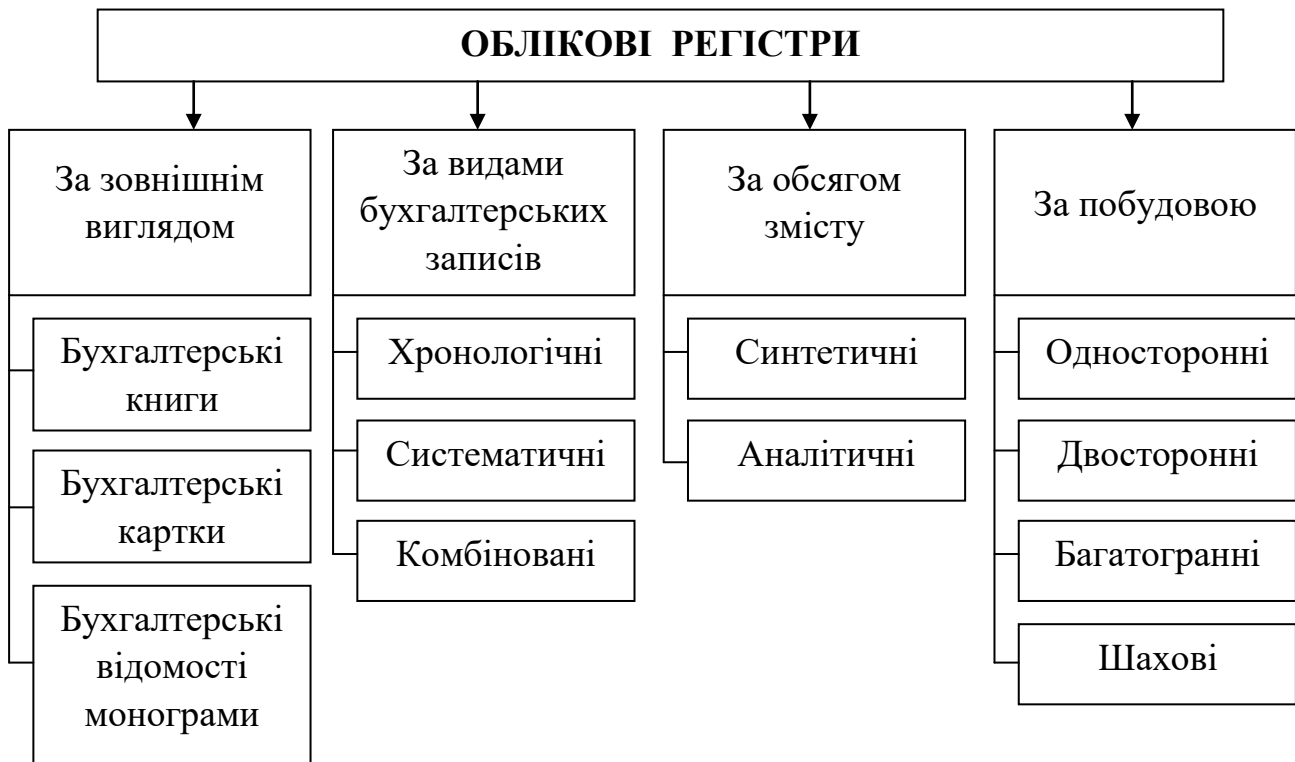 ОБЛІКОВІ РЕГІСТРИ
За зовнішнім
виглядом
Бухгалтерські
книги
Бухгалтерські
картки
Бухгалтерські
відомості
монограми
За видами
бухгалтерських
записів
Хронологічні
Систематичні
Комбіновані
За обсягом
змісту
Синтетичні
Аналітичні
За побудовою
Односторонні
Двосторонні
Багатогранні
Шахові